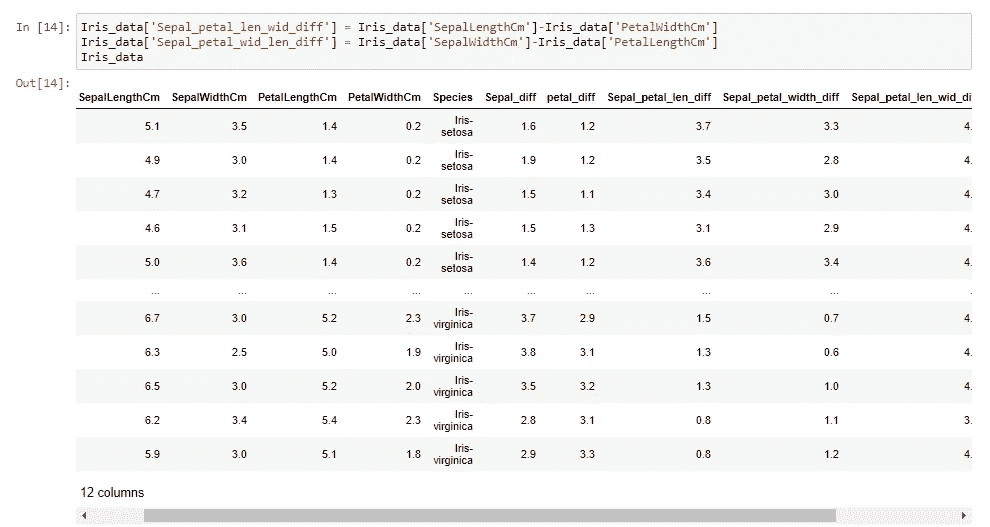 In [14]: Iris_data['Sepal_petal_len_wid_diff'] = Iris_data['SepalLengthCm']-Iris_data['PetalWidthCm']
Iris_data['Sepal_petal_wid_len_diff'] = Iris_data['SepalWidthCm']-Iris_data['PetalLengthCm']
Iris_data
Out[14]:
SepalLengthCm SepalWidthCm PetalLengthCm PetalWidthCm Species Sepal_diff petal_diff Sepal_petal_len_diff Sepal_petal_width_diff Sepal_petal_len_wid_di
5.1 3.5 1.4 0.2 Iris-setosa 1.6 1.2 3.7 3.3 4.
4.9 3.0 1.4 0.2 Iris-setosa 1.9 1.2 3.5 2.8 4.
4.7 3.2 1.3 0.2 Iris-setosa 1.5 1.1 3.4 3.0 4.
4.6 3.1 1.5 0.2 Iris-setosa 1.5 1.3 3.1 2.9 4.
5.0 3.6 1.4 0.2 Iris-setosa 1.4 1.2 3.6 3.4 4.
... ... ... ... ... ... ... ... ... .
6.7 3.0 5.2 2.3 Iris-virginica 3.7 2.9 1.5 0.7 4.
6.3 2.5 5.0 1.9 Iris-virginica 3.8 3.1 1.3 0.6 4.
6.5 3.0 5.2 2.0 Iris-virginica 3.5 3.2 1.3 1.0 4.
6.2 3.4 5.4 2.3 Iris-virginica 2.8 3.1 0.8 1.1 3.
5.9 3.0 5.1 1.8 Iris-virginica 2.9 3.3 0.8 1.2 4.
12 columns